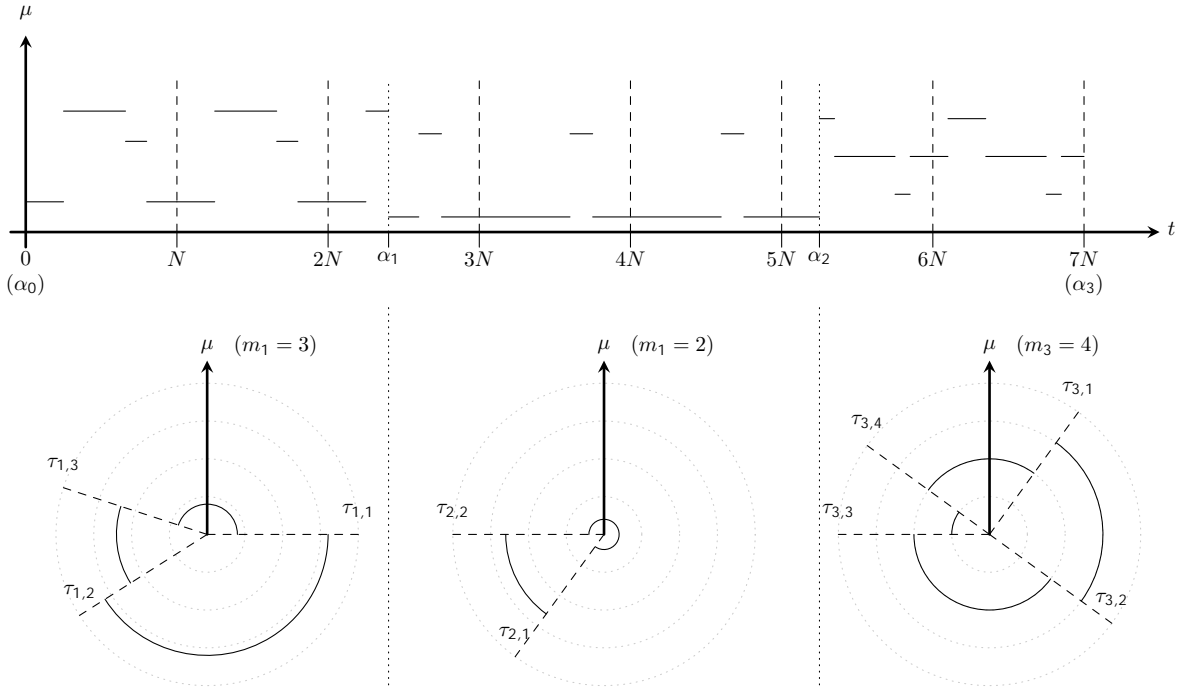 μ
t
0 N 2N α₁ 3N 4N 5N α₂ 6N 7N
(α₀) (α₃)
μ (m₁ = 3)
μ (m₁ = 2)
μ (m₃ = 4)
τ₁,₃
τ₁,₁
τ₁,₂
τ₂,₂
τ₂,₁
τ₃,₁
τ₃,₄
τ₃,₃
τ₃,₂